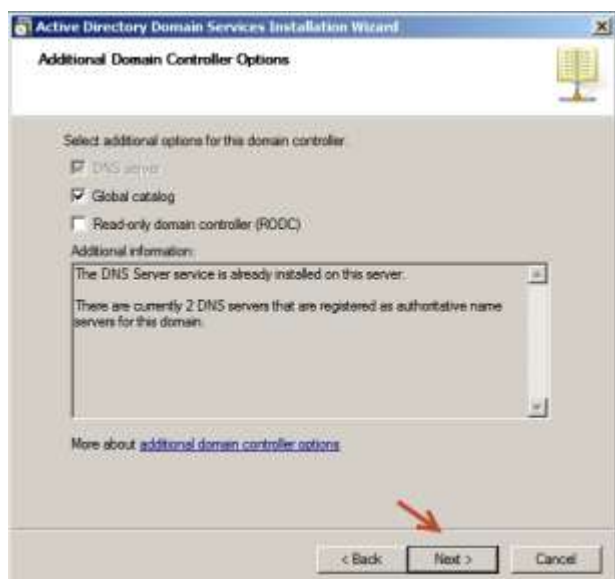 Active Directory Domain Services Installation Wizard
Additional Domain Controller Options
Select additional options for this domain controller.
DNS server
Global catalog
Read-only domain controller (RODC)
Additional information:
The DNS Server service is already installed on this server.
There are currently 2 DNS servers that are registered as authoritative name
servers for this domain.
More about additional domain controller options
< Back Next > Cancel